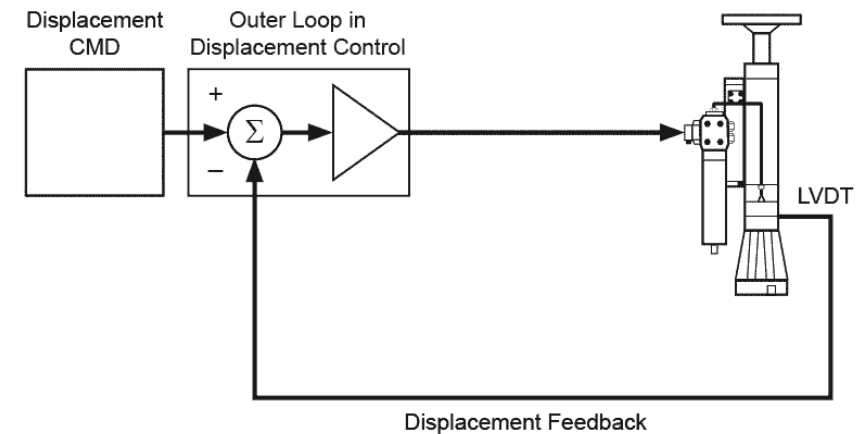 Displacement
CMD
Outer Loop in
Displacement Control
+
Σ
−
LVDT
Displacement Feedback